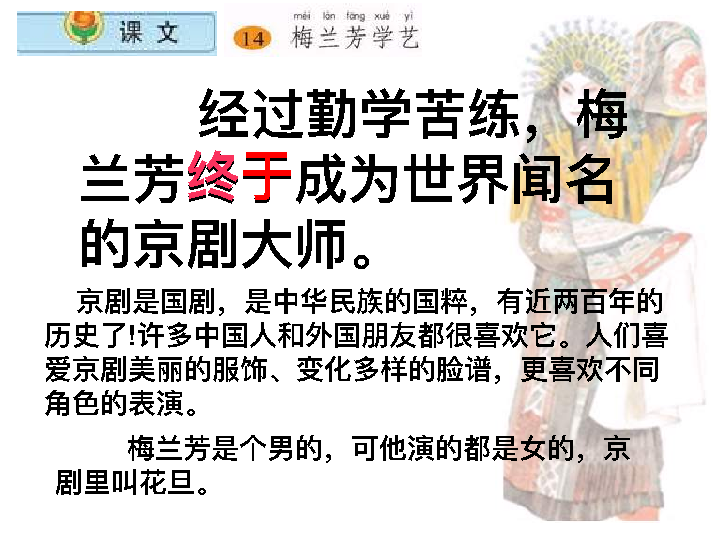 课文
14
méi lán fāng xué yì
梅兰芳学艺
经过勤学苦练，梅
兰芳终于成为世界闻名
的京剧大师。
京剧是国剧，是中华民族的国粹，有近两百年的
历史了!许多中国人和外国朋友都很喜欢它。人们喜
爱京剧美丽的服饰、变化多样的脸谱，更喜欢不同
角色的表演。
梅兰芳是个男的，可他演的都是女的，京
剧里叫花旦。